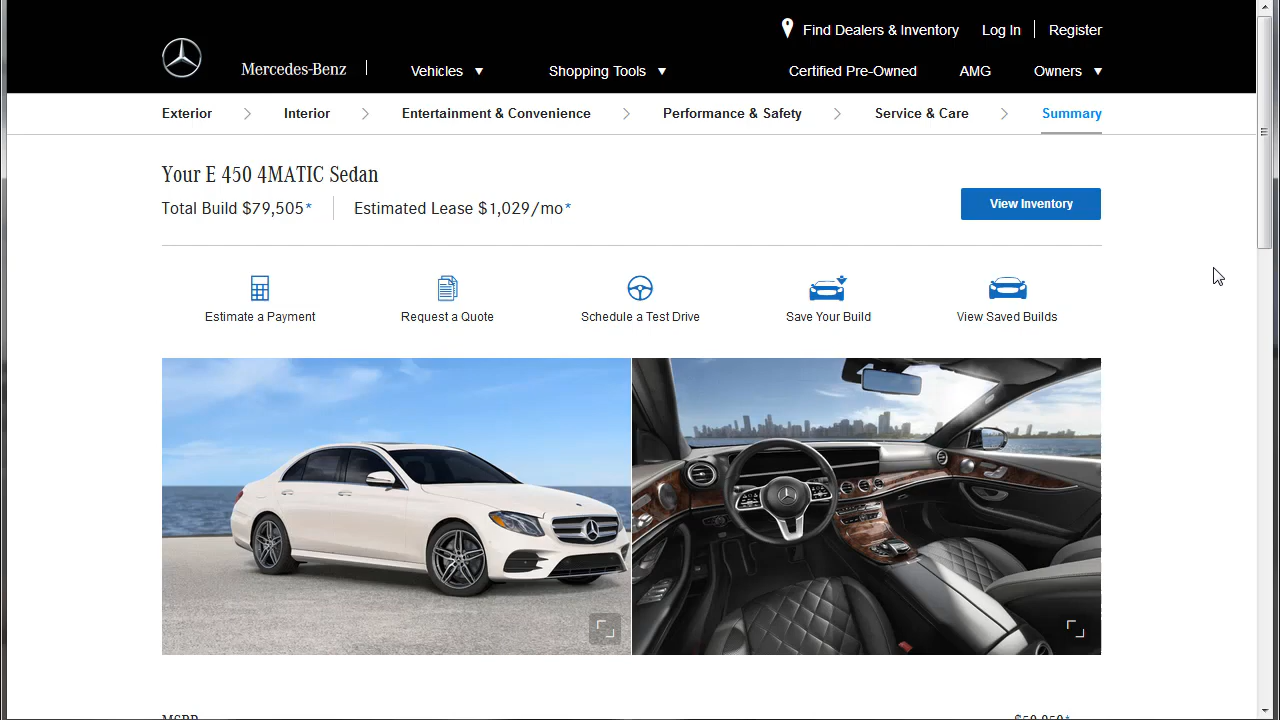 Find Dealers & Inventory Log In Register
Mercedes-Benz Vehicles Shopping Tools Certified Pre-Owned AMG Owners
Exterior Interior Entertainment & Convenience Performance & Safety Service & Care Summary
Your E 450 4MATIC Sedan
Total Build $79,505* Estimated Lease $1,029/mo*
View Inventory
Estimate a Payment Request a Quote Schedule a Test Drive Save Your Build View Saved Builds
MSRP